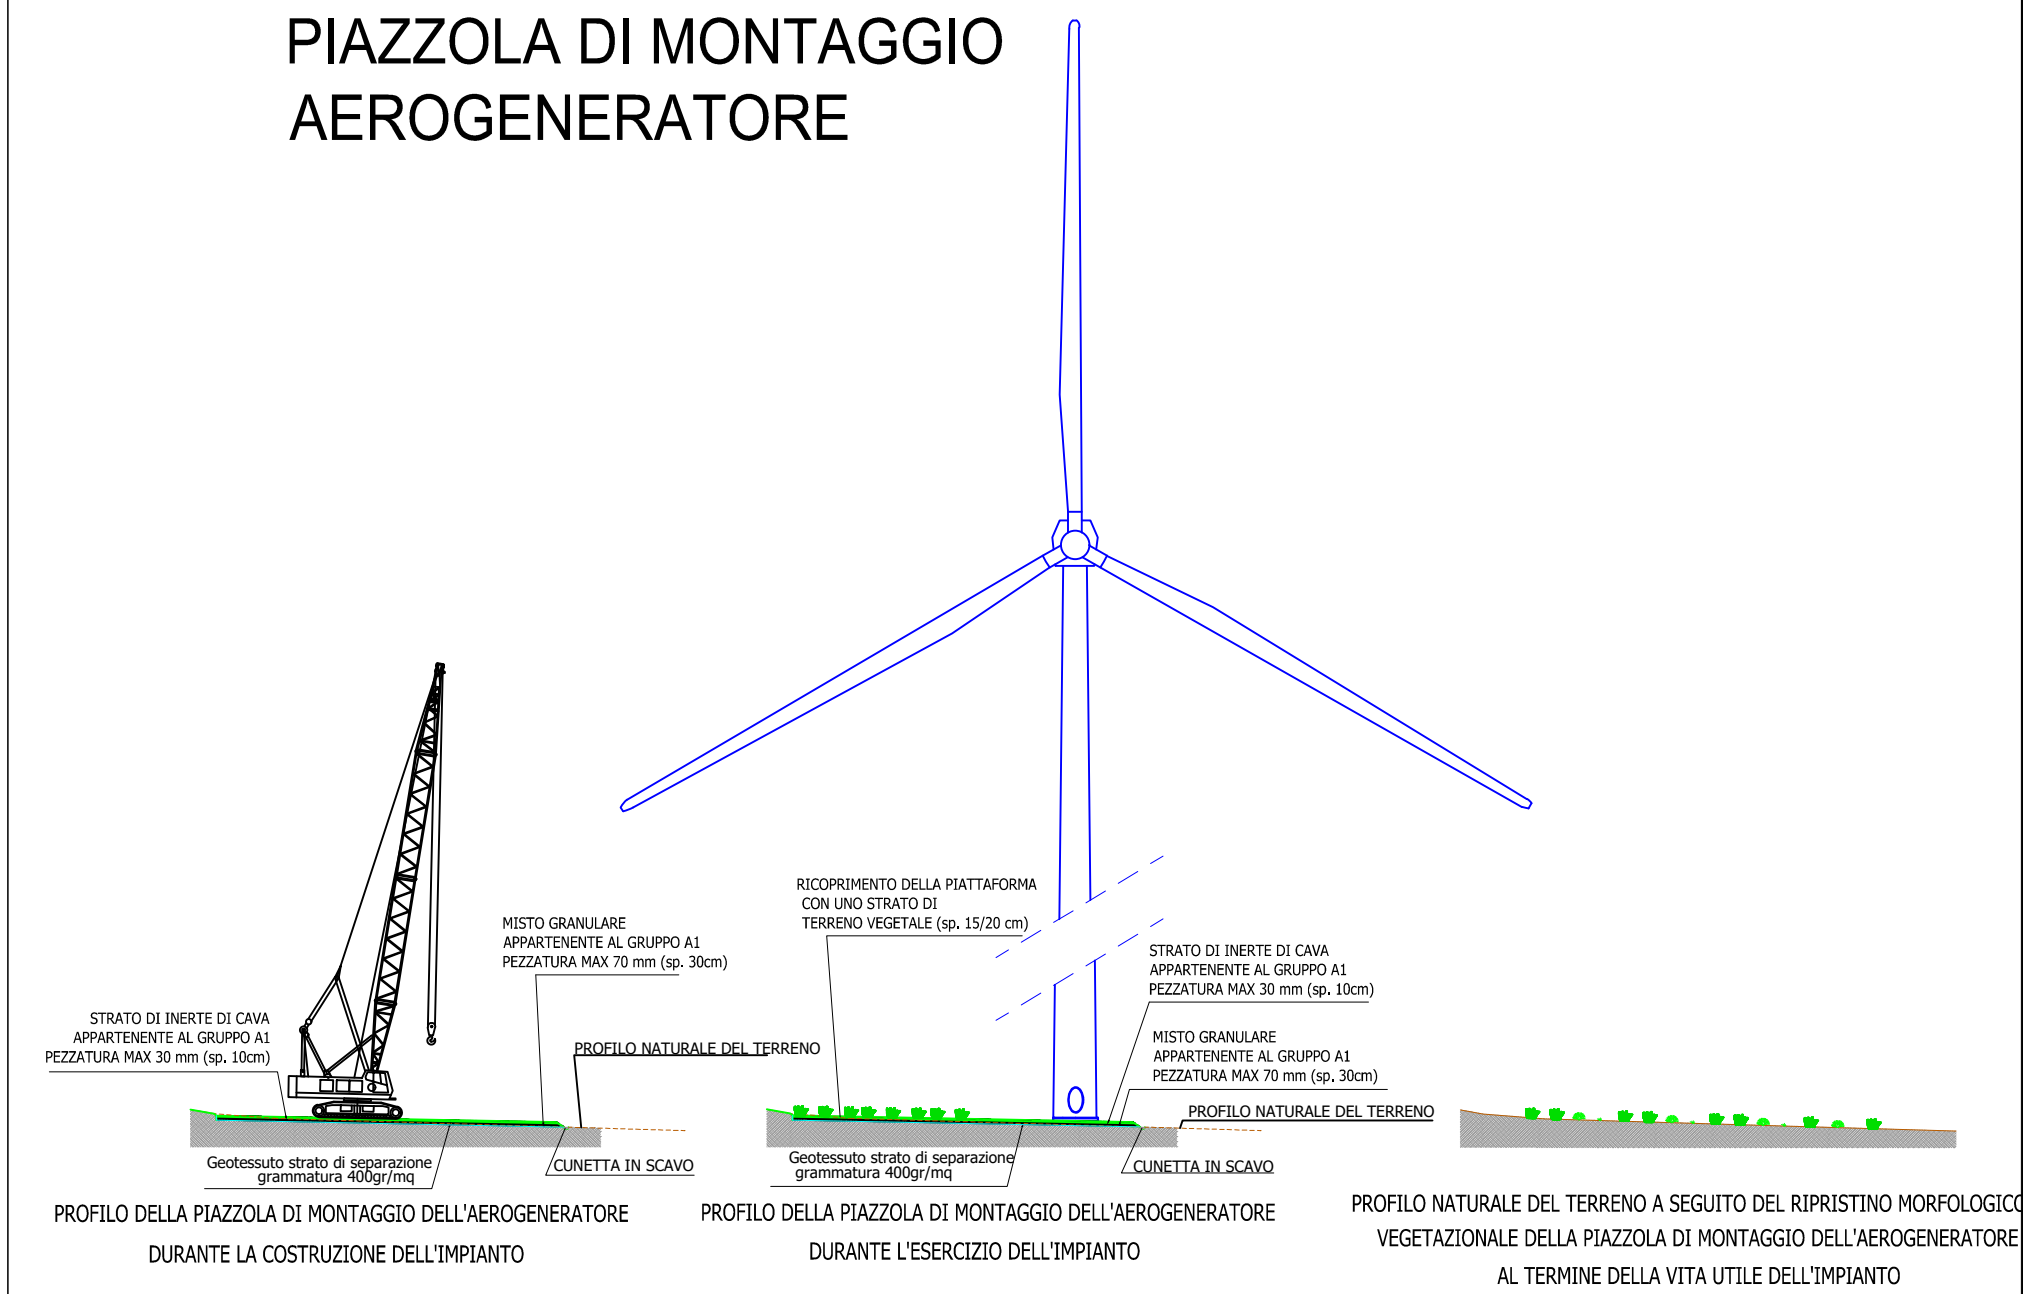 PIAZZOLA DI MONTAGGIO
AEROGENERATORE
STRATO DI INERTE DI CAVA
APPARTENENTE AL GRUPPO A1
PEZZATURA MAX 30 mm (sp. 10cm)
MISTO GRANULARE
APPARTENENTE AL GRUPPO A1
PEZZATURA MAX 70 mm (sp. 30cm)
PROFILO NATURALE DEL TERRENO
Geotessuto strato di separazione
grammatura 400gr/mq
CUNETTA IN SCAVO
PROFILO DELLA PIAZZOLA DI MONTAGGIO DELL'AEROGENERATORE
DURANTE LA COSTRUZIONE DELL'IMPIANTO
RICOPRIMENTO DELLA PIATTAFORMA
CON UNO STRATO DI
TERRENO VEGETALE (sp. 15/20 cm)
STRATO DI INERTE DI CAVA
APPARTENENTE AL GRUPPO A1
PEZZATURA MAX 30 mm (sp. 10cm)
MISTO GRANULARE
APPARTENENTE AL GRUPPO A1
PEZZATURA MAX 70 mm (sp. 30cm)
PROFILO NATURALE DEL TERRENO
Geotessuto strato di separazione
grammatura 400gr/mq
CUNETTA IN SCAVO
PROFILO DELLA PIAZZOLA DI MONTAGGIO DELL'AEROGENERATORE
DURANTE L'ESERCIZIO DELL'IMPIANTO
PROFILO NATURALE DEL TERRENO A SEGUITO DEL RIPRISTINO MORFOLOGICO
VEGETAZIONALE DELLA PIAZZOLA DI MONTAGGIO DELL'AEROGENERATORE
AL TERMINE DELLA VITA UTILE DELL'IMPIANTO